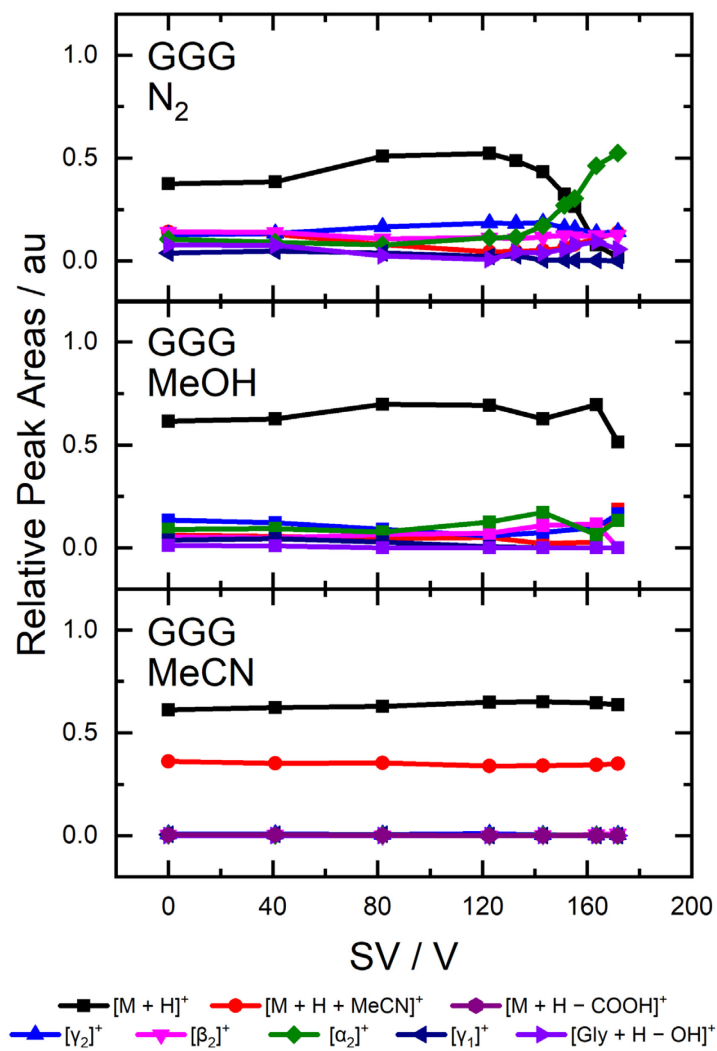 Relative Peak Areas / au
1.0
0.5
0.0
GGG
N₂
1.0
0.5
0.0
GGG
MeOH
1.0
0.5
0.0
GGG
MeCN
0 40 80 120 160 200
SV / V
[M + H]⁺ [M + H + MeCN]⁺ [M + H − COOH]⁺
[γ₂]⁺ [β₂]⁺ [α₂]⁺ [γ₁]⁺ [Gly + H − OH]⁺